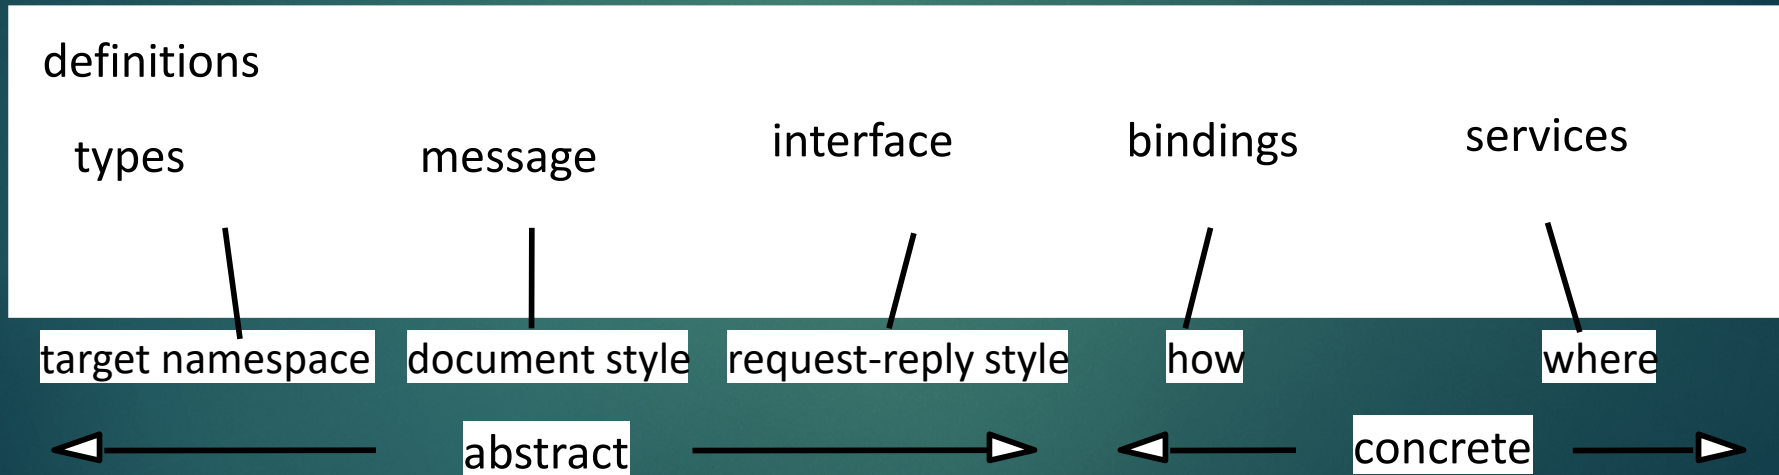 definitions
types message interface bindings services
target namespace document style request-reply style how where
abstract concrete